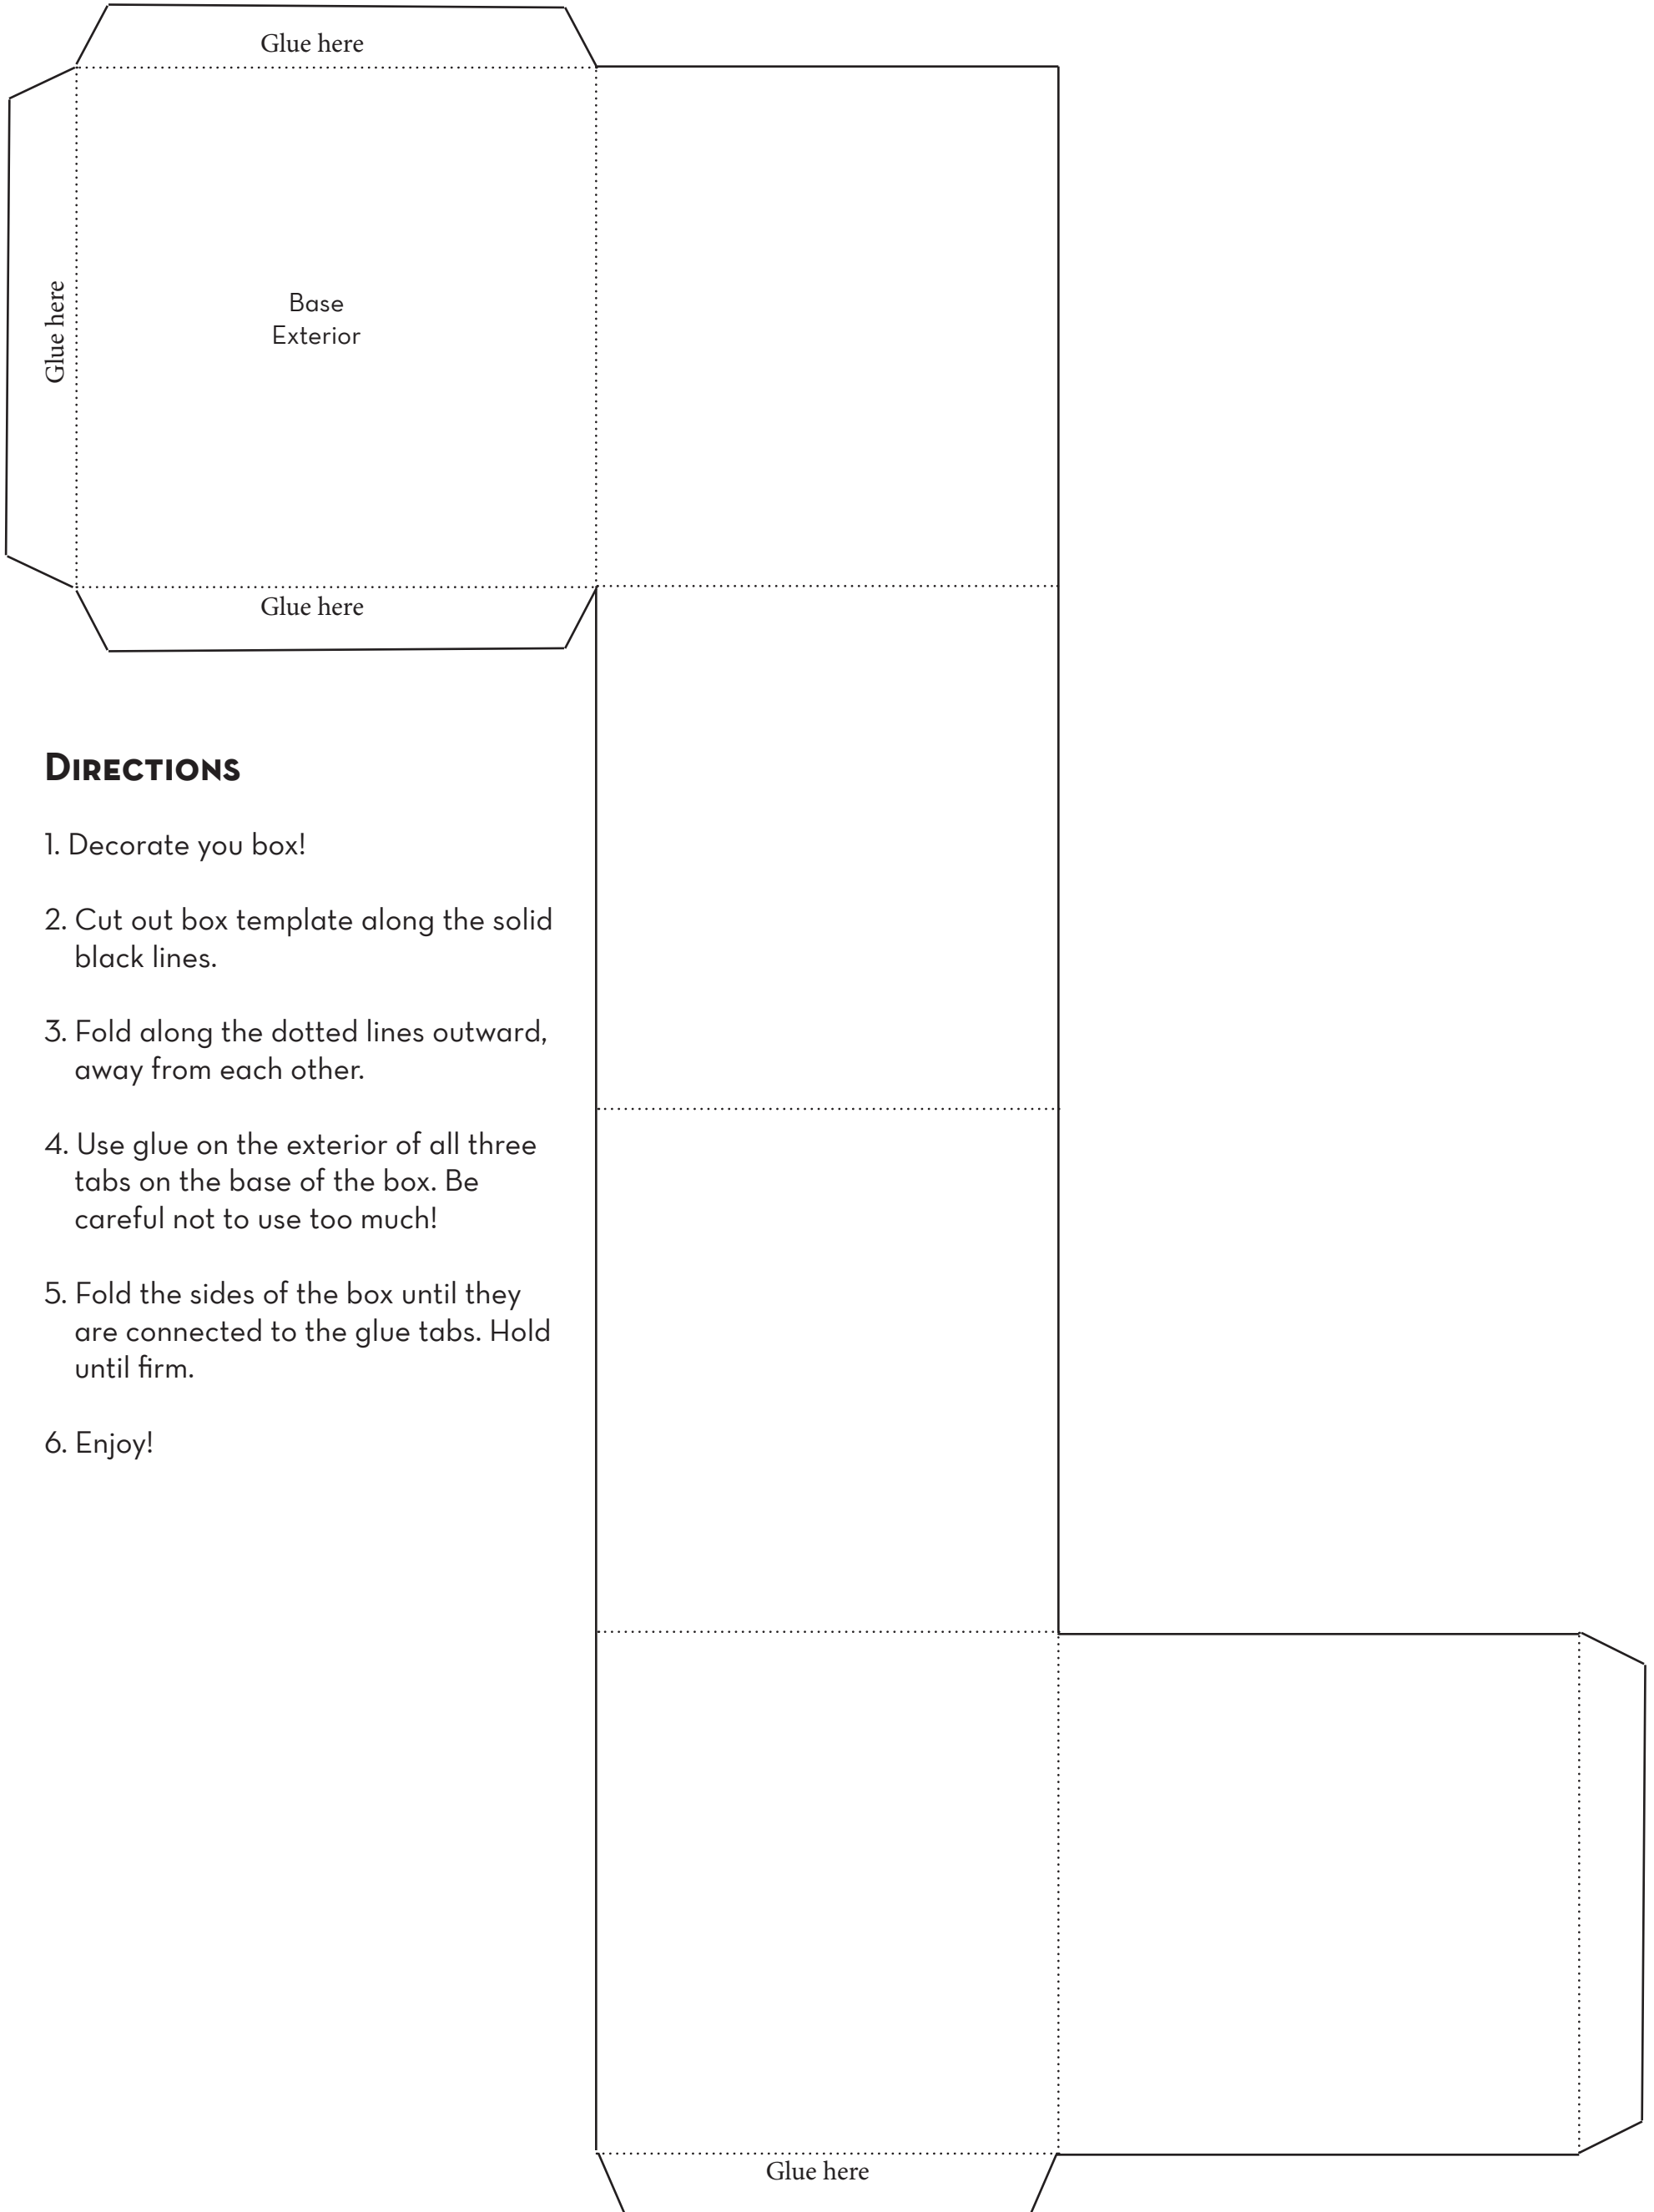 Glue here
Glue here
Base
Exterior
Glue here
Directions
1. Decorate you box!
2. Cut out box template along the solid
black lines.
3. Fold along the dotted lines outward,
away from each other.
4. Use glue on the exterior of all three
tabs on the base of the box. Be
careful not to use too much!
5. Fold the sides of the box until they
are connected to the glue tabs. Hold
until firm.
6. Enjoy!
Glue here